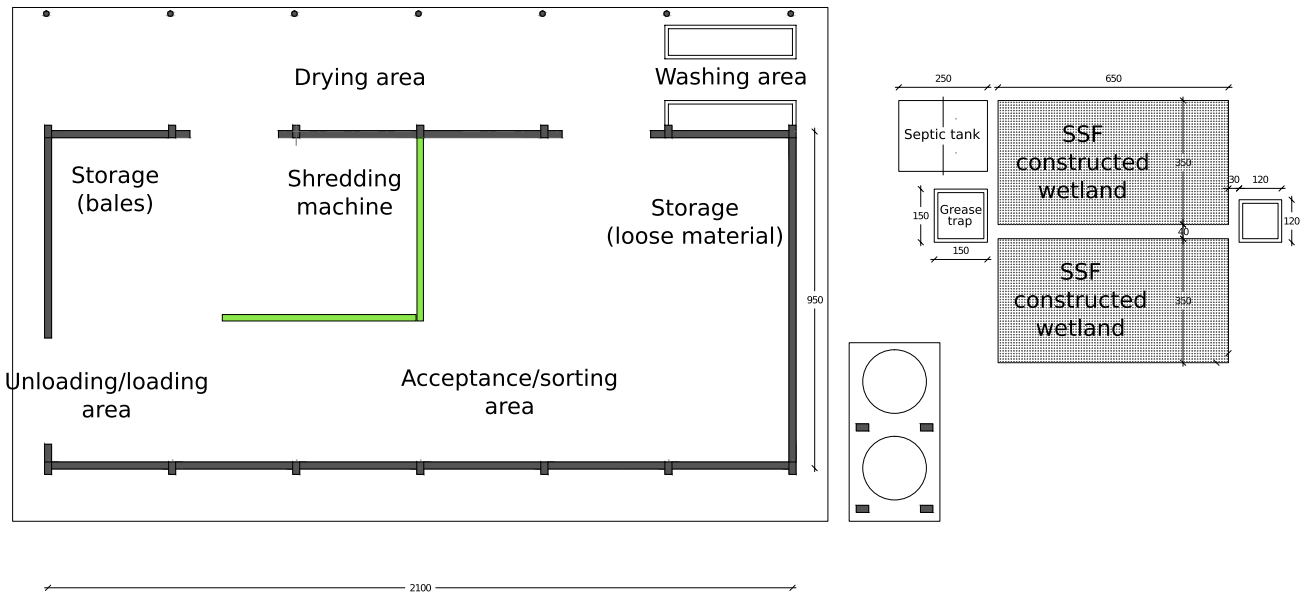 Drying area
Washing area
Storage
(bales)
Shredding
machine
Storage
(loose material)
950
Unloading/loading
area
Acceptance/sorting
area
2100
250
650
Septic tank
SSF
constructed
wetland
350
30
120
150
Grease
trap
120
40
150
SSF
constructed
wetland
350